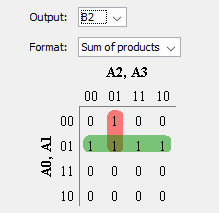 Output: B2
Format: Sum of products
A2, A3
00 01 11 10
A0, A1
00 0 1 0 0
01 1 1 1 1
11 0 0 0 0
10 0 0 0 0